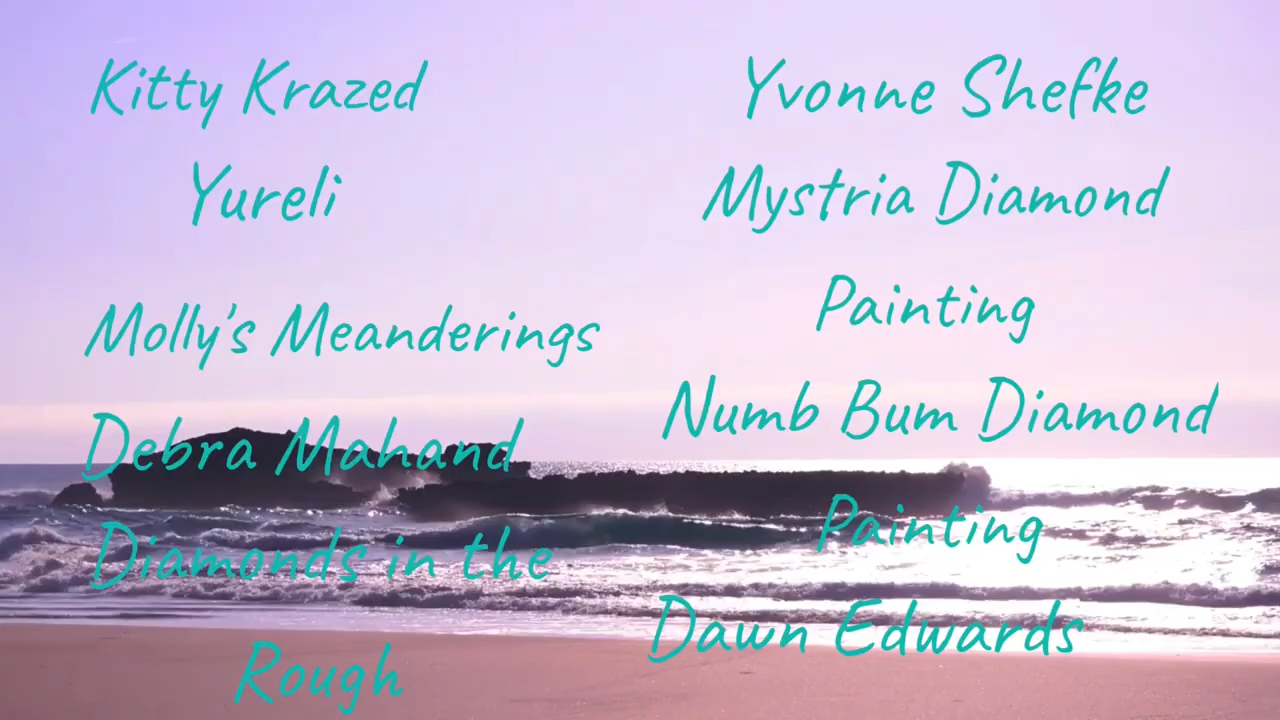 Kitty Krazed
Yureli
Molly's Meanderings
Debra Mahand
Diamonds in the
Rough
Yvonne Shefke
Mystria Diamond
Painting
Numb Bum Diamond
Painting
Dawn Edwards